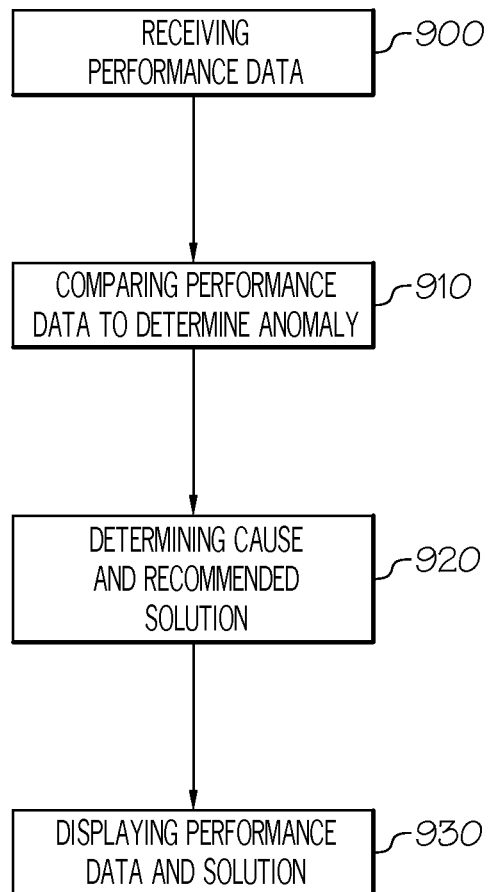 RECEIVING
PERFORMANCE DATA
900
COMPARING PERFORMANCE
DATA TO DETERMINE ANOMALY
910
DETERMINING CAUSE
AND RECOMMENDED
SOLUTION
920
DISPLAYING PERFORMANCE
DATA AND SOLUTION
930